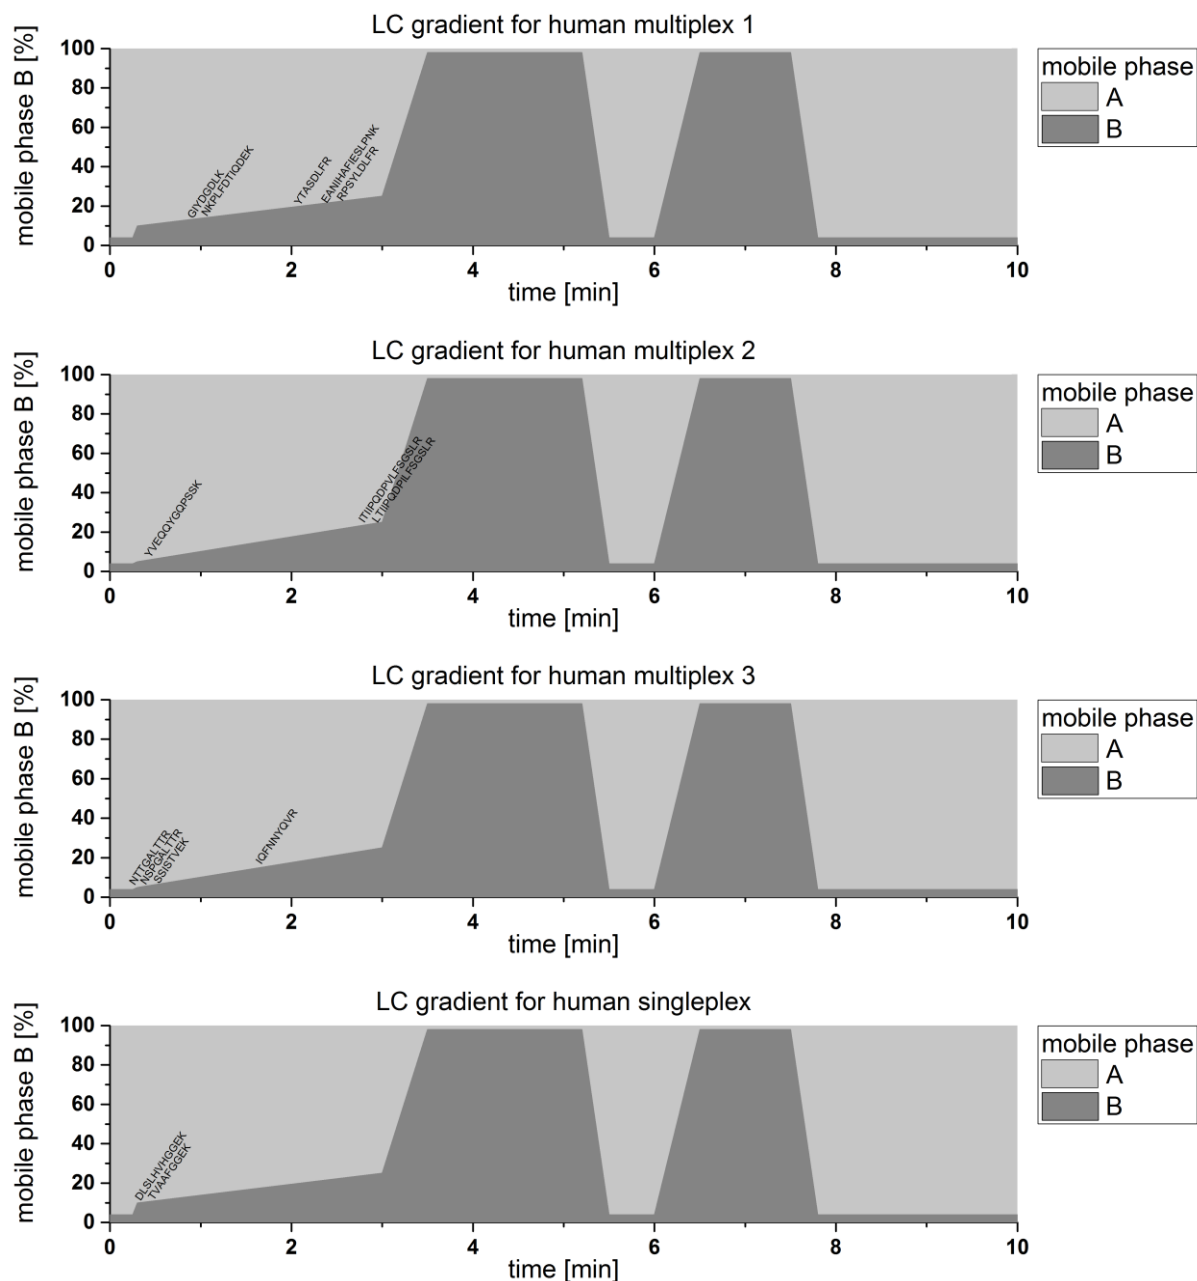 LC gradient for human multiplex 1
mobile phase B [%]
100
80
60
40
20
0
GIYDGDLK
NKPLFDTIQDEK
YTASDLFR
EANIHAFIESLPNK
RPSYLDLFR
0 2 4 6 8 10
time [min]
mobile phase
A
B
LC gradient for human multiplex 2
mobile phase B [%]
100
80
60
40
20
0
YVEQQYGQPSSK
ITIIPQDPVLFSGSLR
LTIIPQDPILFSGSLR
0 2 4 6 8 10
time [min]
mobile phase
A
B
LC gradient for human multiplex 3
mobile phase B [%]
100
80
60
40
20
0
NTTGALTTR
NSPGALTTR
SSISTVEK
IQFNNYQVR
0 2 4 6 8 10
time [min]
mobile phase
A
B
LC gradient for human singleplex
mobile phase B [%]
100
80
60
40
20
0
DLSLHVHGGEK
TVAAFGGEK
0 2 4 6 8 10
time [min]
mobile phase
A
B